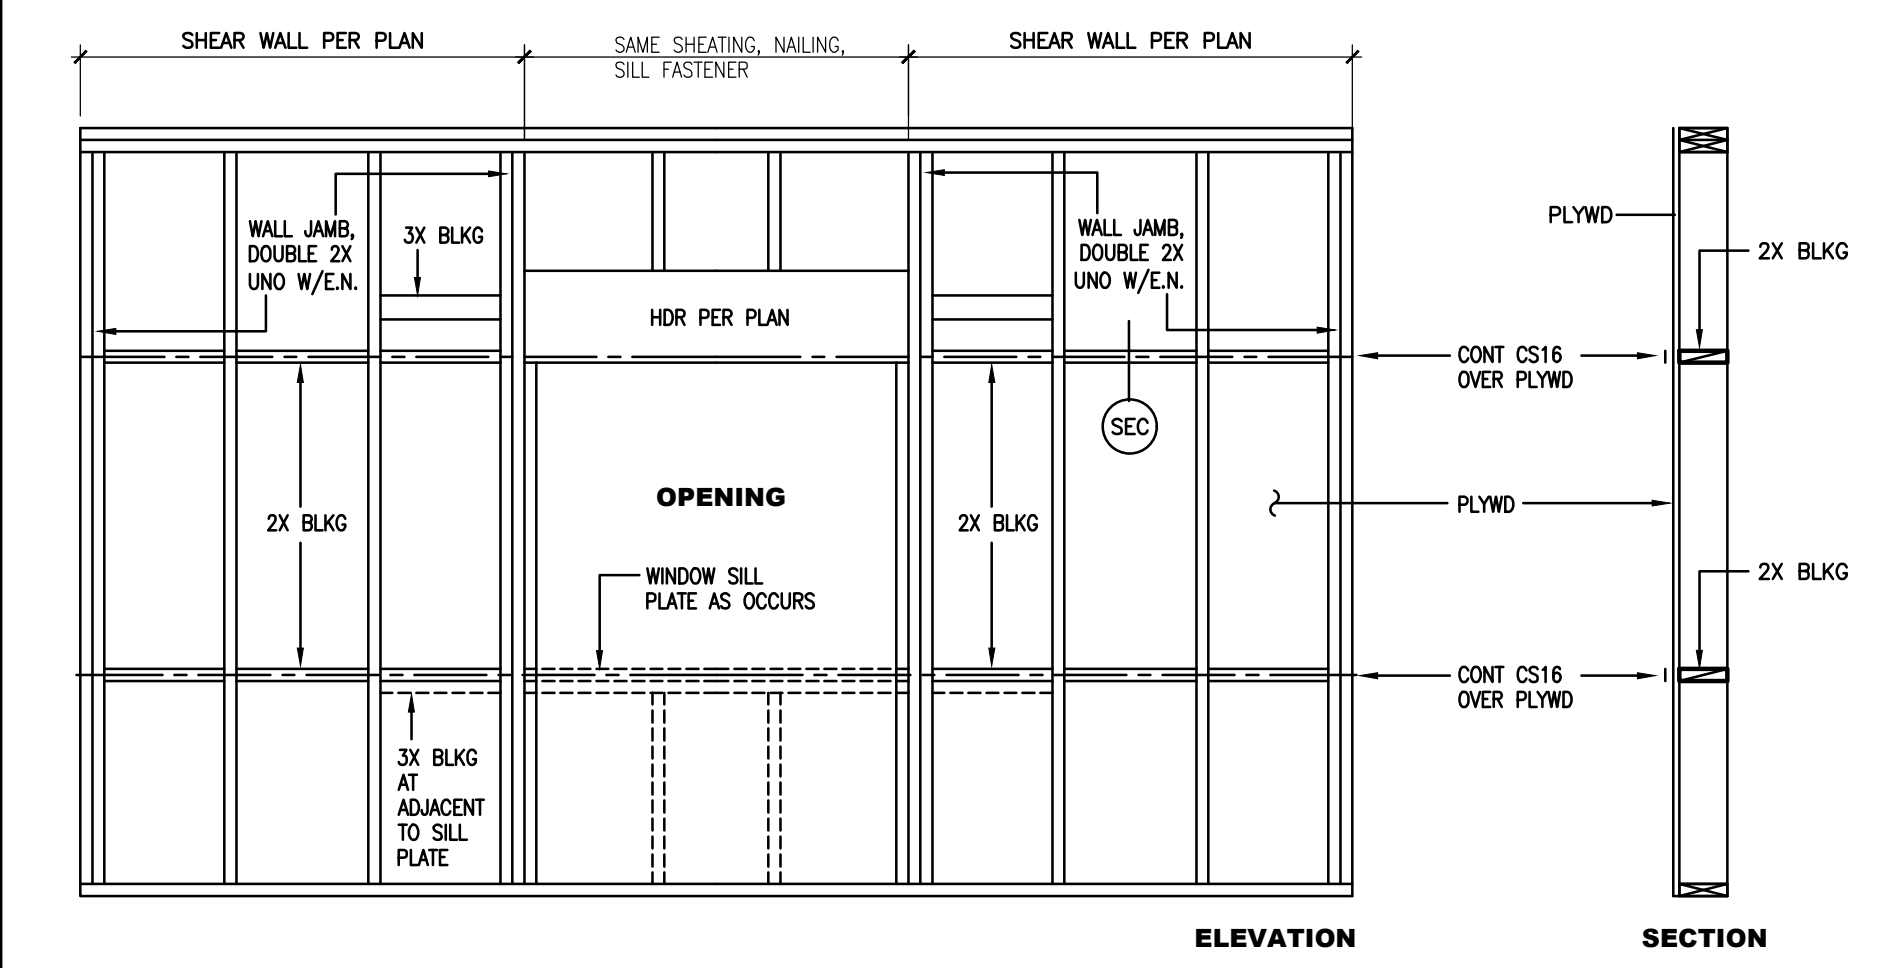 SHEAR WALL PER PLAN
SAME SHEATING, NAILING,
SILL FASTENER
SHEAR WALL PER PLAN
WALL JAMB,
DOUBLE 2X
UNO W/E.N.
3X BLKG
HDR PER PLAN
WALL JAMB,
DOUBLE 2X
UNO W/E.N.
PLYWD
2X BLKG
CONT CS16
OVER PLYWD
SEC
OPENING
2X BLKG
2X BLKG
PLYWD
WINDOW SILL
PLATE AS OCCURS
2X BLKG
CONT CS16
OVER PLYWD
3X BLKG
AT
ADJACENT
TO SILL
PLATE
ELEVATION
SECTION